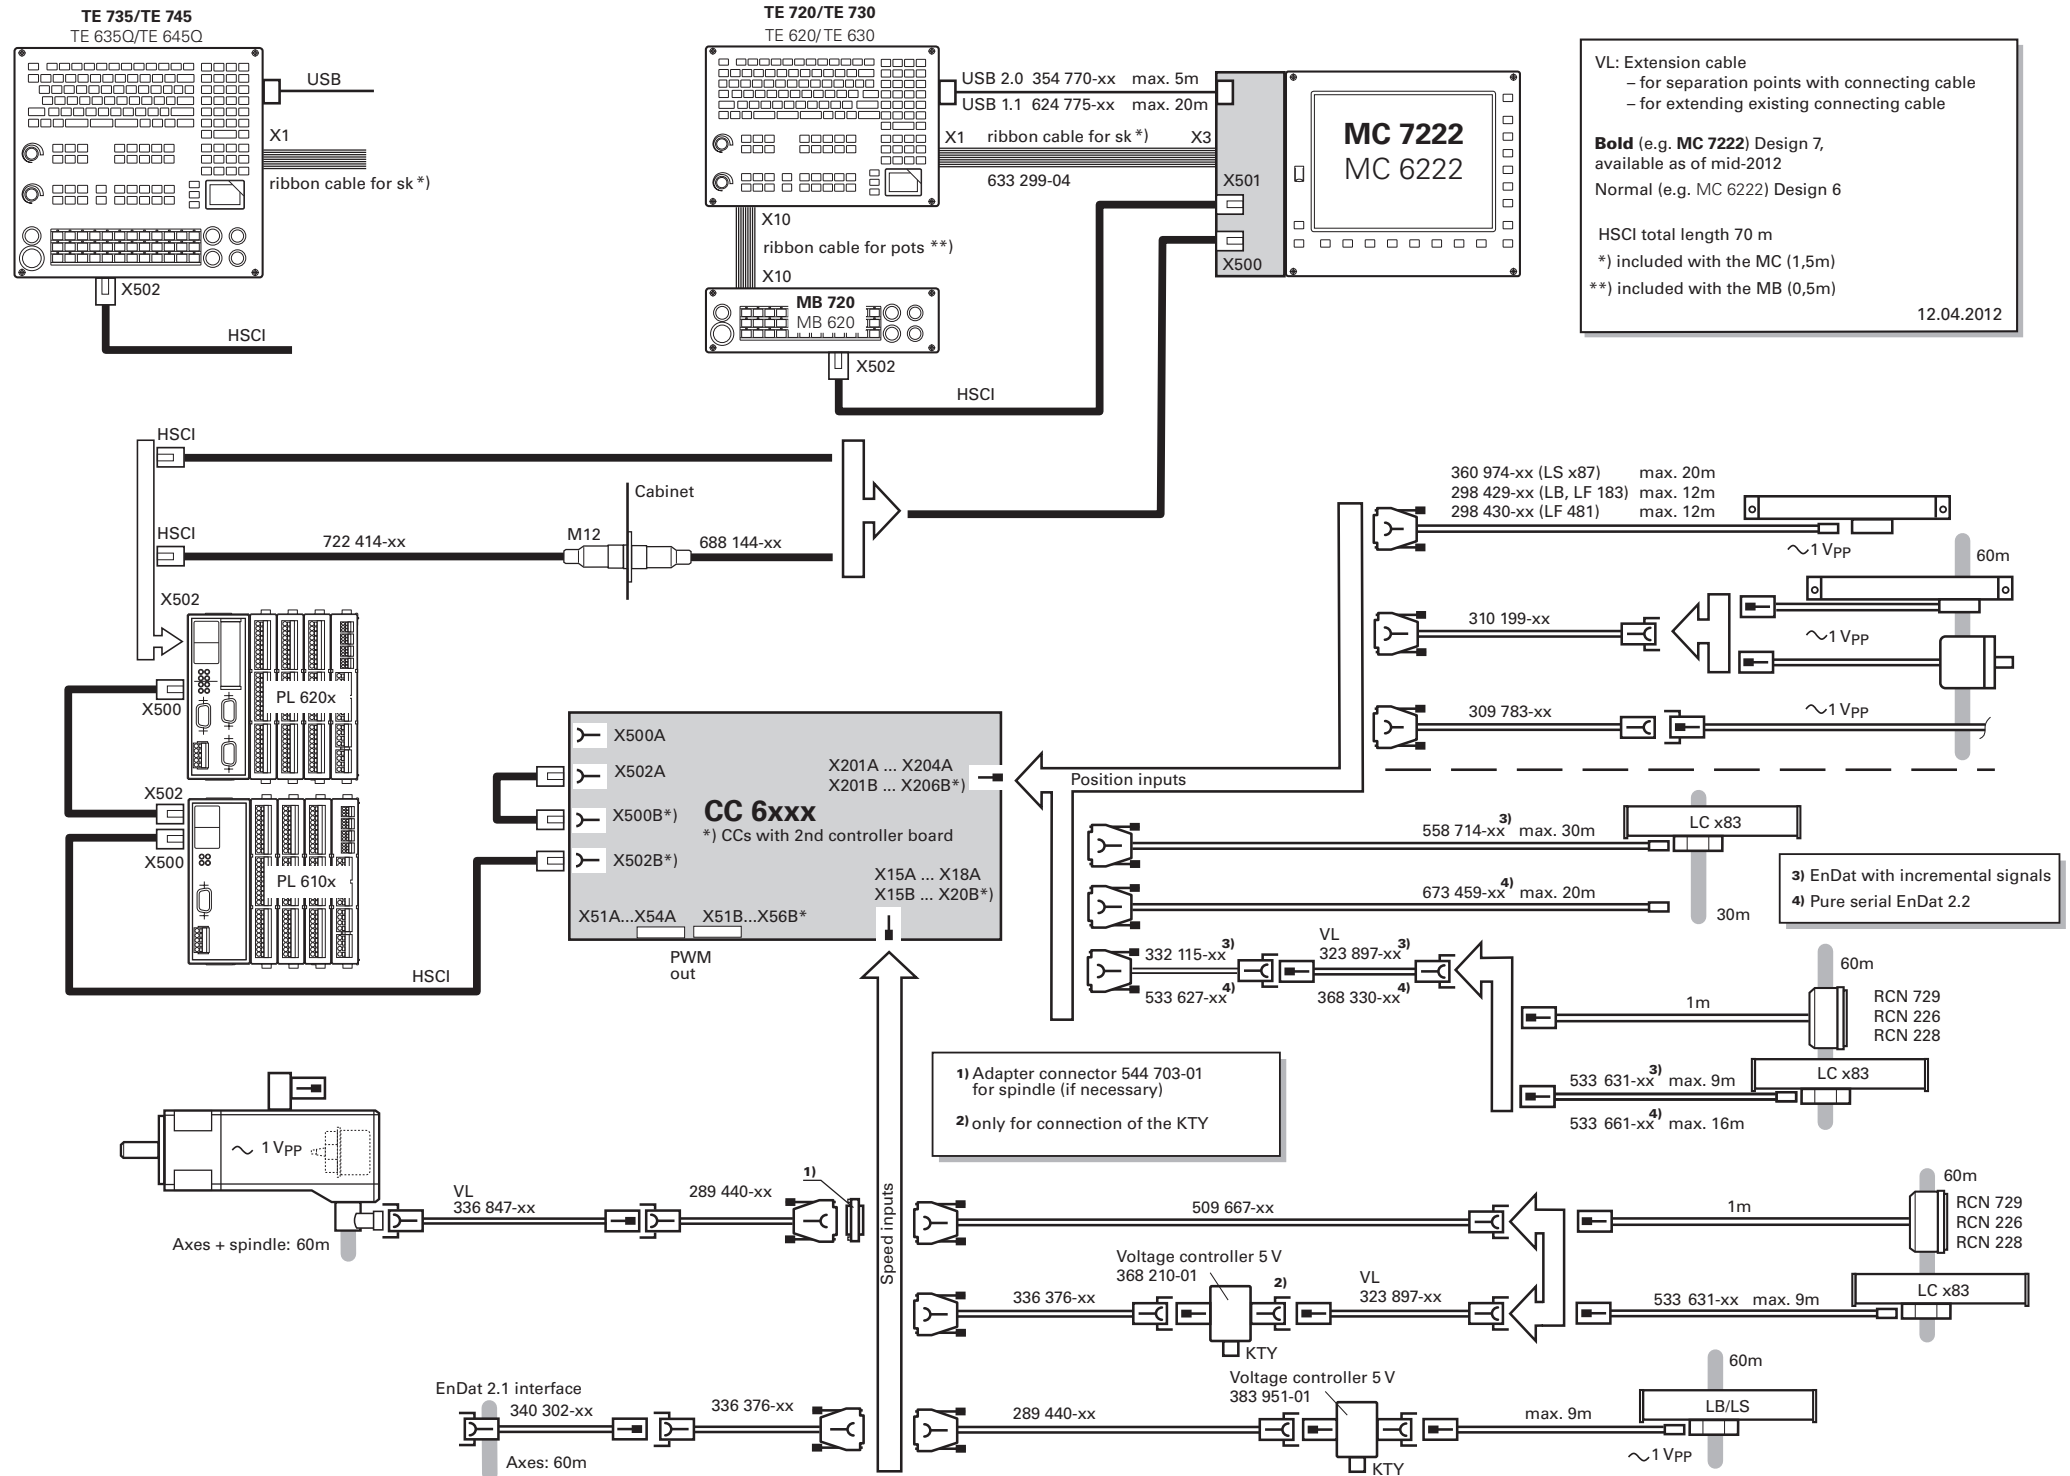 TE 735/TE 745
TE 635Q/TE 645Q
USB
X1
ribbon cable for sk *)
X502
HSCI
TE 720/TE 730
TE 620/ TE 630
USB 2.0 354 770-xx max. 5m
USB 1.1 624 775-xx max. 20m
X1 ribbon cable for sk *) X3
633 299-04
X10
ribbon cable for pots **)
X10
MB 720
MB 620
X502
HSCI
MC 7222
MC 6222
X501
X500
VL: Extension cable
– for separation points with connecting cable
– for extending existing connecting cable
Bold (e.g. MC 7222) Design 7,
available as of mid-2012
Normal (e.g. MC 6222) Design 6
HSCI total length 70 m
*) included with the MC (1,5m)
**) included with the MB (0,5m)
12.04.2012
HSCI
Cabinet
HSCI
722 414-xx
M12
688 144-xx
X502
PL 620x
X500
X502
X500
PL 610x
HSCI
X500A
X502A
X500B*)
X502B*)
X201A ... X204A
X201B ... X206B*)
CC 6xxx
*) CCs with 2nd controller board
X15A ... X18A
X15B ... X20B*)
X51A...X54A X51B...X56B*
PWM
out
Position inputs
360 974-xx (LS x87) max. 20m
298 429-xx (LB, LF 183) max. 12m
298 430-xx (LF 481) max. 12m
～1 VPP
60m
310 199-xx
～1 VPP
309 783-xx
～1 VPP
558 714-xx3) max. 30m
LC x83
673 459-xx4) max. 20m
30m
3) EnDat with incremental signals
4) Pure serial EnDat 2.2
332 115-xx3)
533 627-xx4)
VL
323 897-xx3)
368 330-xx4)
60m
1m
RCN 729
RCN 226
RCN 228
533 631-xx3) max. 9m
533 661-xx4) max. 16m
LC x83
1) Adapter connector 544 703-01
for spindle (if necessary)
2) only for connection of the KTY
～ 1 VPP
VL
336 847-xx
289 440-xx
1)
Axes + spindle: 60m
Speed inputs
509 667-xx
1m
60m
RCN 729
RCN 226
RCN 228
Voltage controller 5 V
368 210-01
336 376-xx
2)
KTY
VL
323 897-xx
533 631-xx max. 9m
LC x83
EnDat 2.1 interface
340 302-xx
336 376-xx
Axes: 60m
289 440-xx
Voltage controller 5 V
383 951-01
KTY
max. 9m
60m
LB/LS
～1 VPP